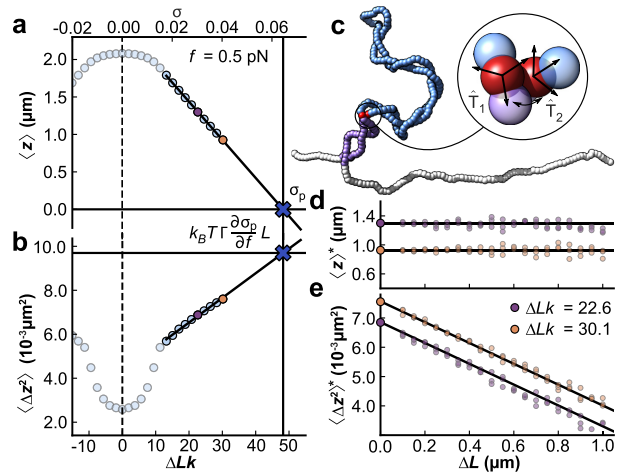 a
σ
0.00 0.02 0.04 0.06
f = 0.5 pN
⟨z⟩ (μm)
2.0
1.5
1.0
0.5
0.0
σp
b
kBTΓ ∂σp/∂f L
⟨Δz²⟩ (10⁻³μm²)
10.0
8.0
6.0
4.0
2.0
-10 0 10 20 30 40 50
ΔLk
c
T̂1
T̂2
d
⟨z⟩* (μm)
1.4
1.0
0.6
e
ΔLk = 22.6
ΔLk = 30.1
⟨Δz²⟩* (10⁻³μm²)
7.0
6.0
5.0
4.0
0.0 0.2 0.4 0.6 0.8 1.0
ΔL (μm)